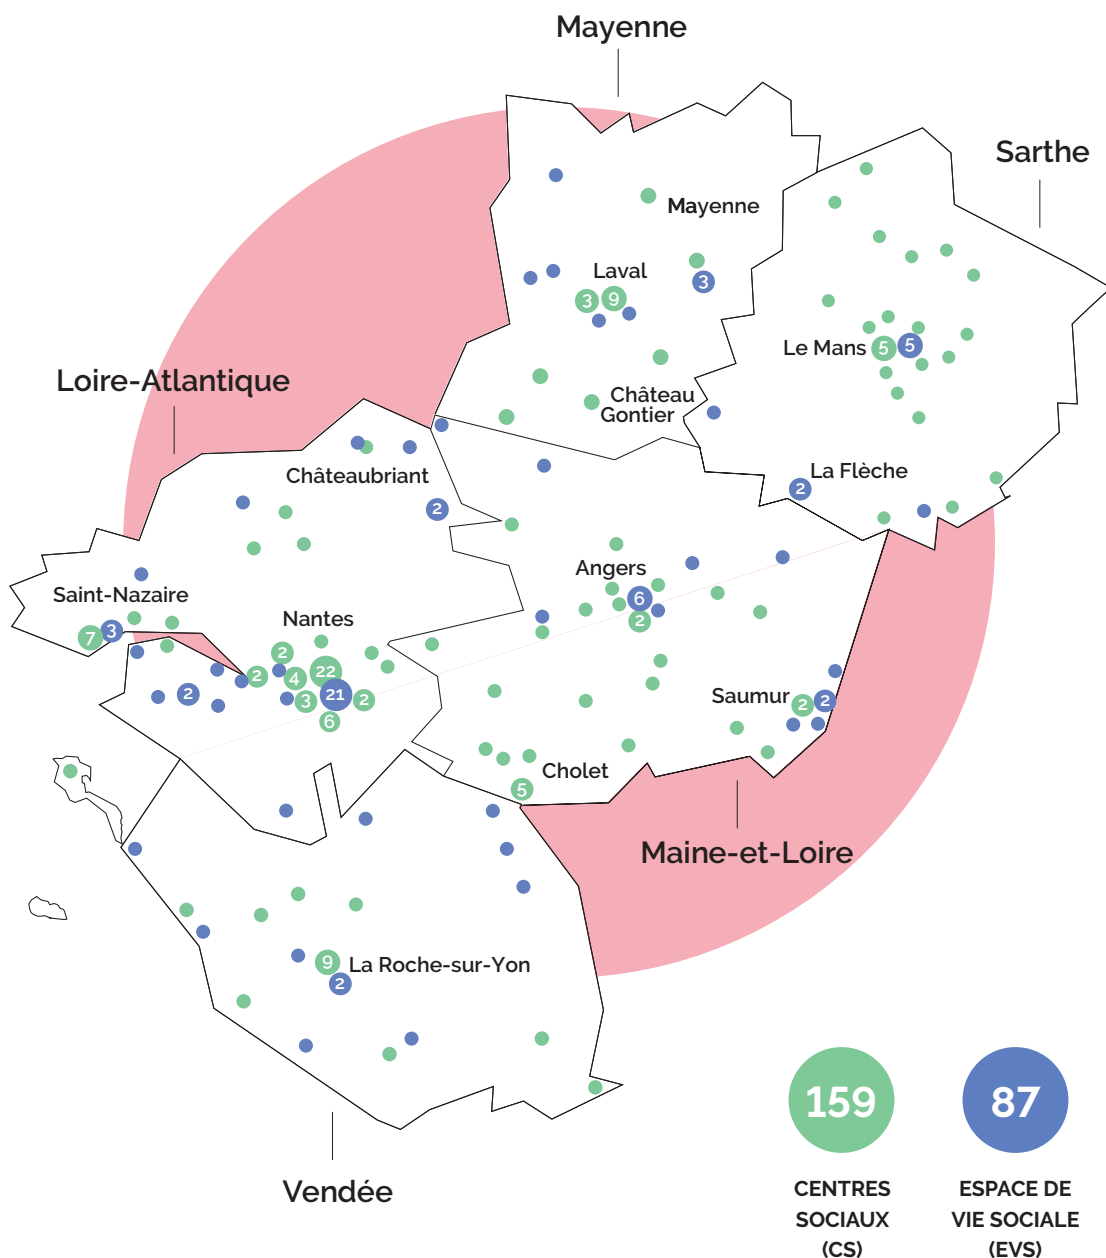 Mayenne
Sarthe
Mayenne
Laval
3
9
3
Le Mans
5
5
Loire-Atlantique
Château
Gontier
Châteaubriant
La Flèche
2
2
Angers
6
2
Saint-Nazaire
7
3
Nantes
2
2
4
22
21
3
2
6
2
Saumur
2
2
Cholet
5
Maine-et-Loire
9
La Roche-sur-Yon
2
Vendée
159
87
CENTRES
SOCIAUX
(CS)
ESPACE DE
VIE SOCIALE
(EVS)